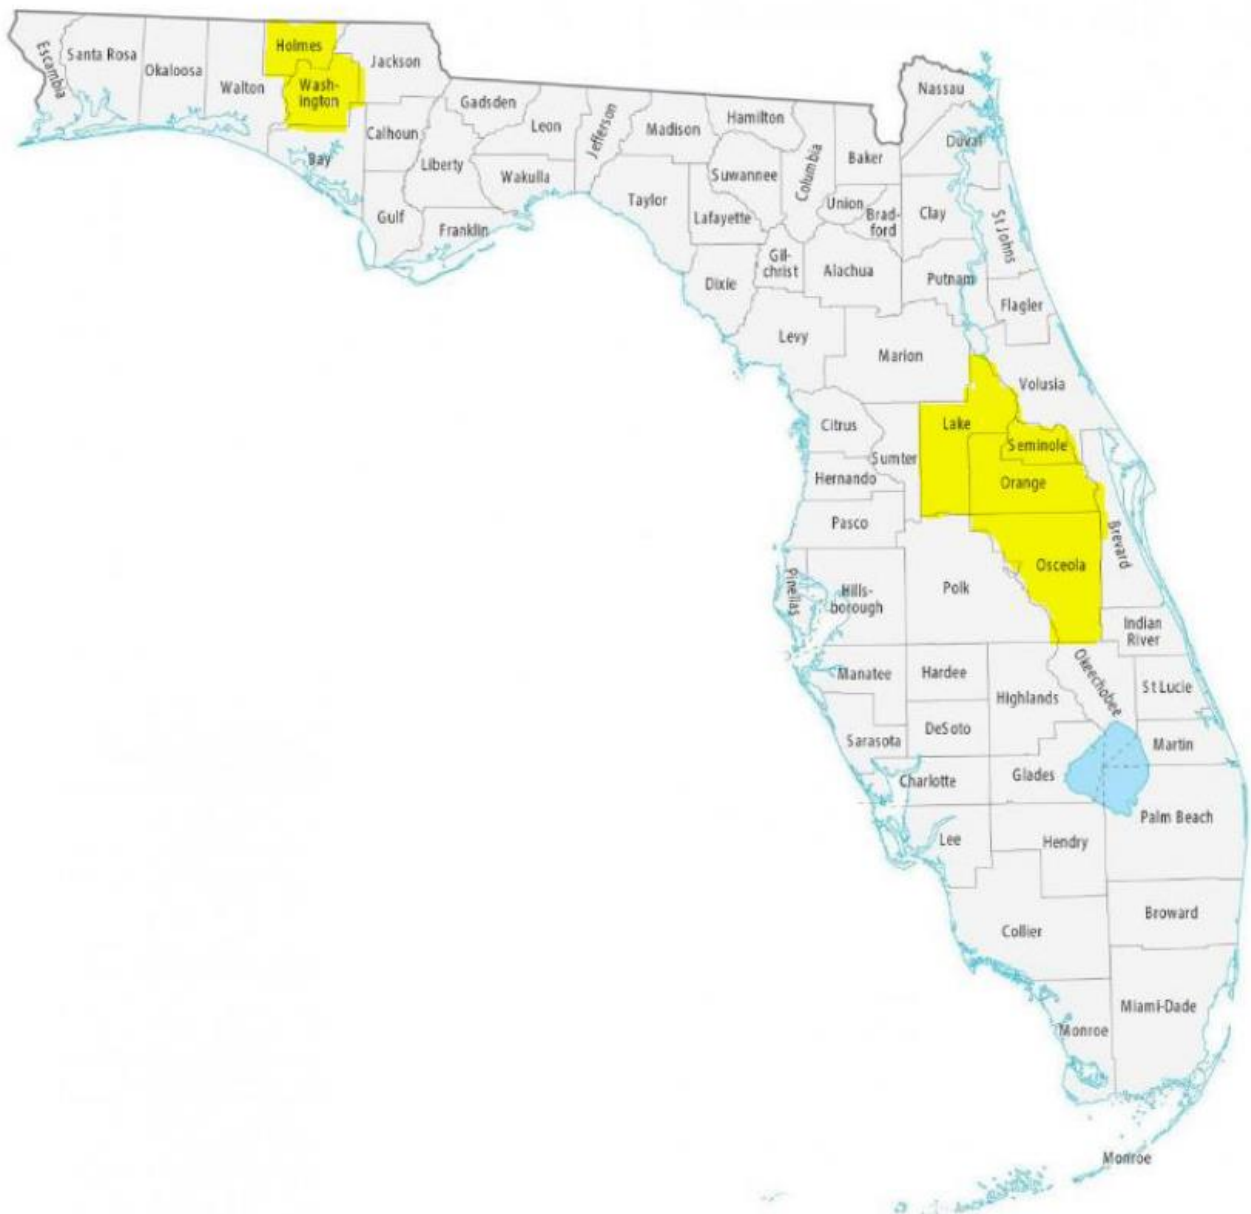 Escambia
Santa Rosa
Okaloosa
Walton
Holmes
Wash-
ington
Jackson
Bay
Calhoun
Gulf
Liberty
Gadsden
Franklin
Leon
Wakulla
Jefferson
Madison
Taylor
Hamilton
Suwannee
Lafayette
Dixie
Columbia
Gil-
christ
Baker
Union
Brad-
ford
Alachua
Levy
Nassau
Duval
Clay
St Johns
Putnam
Flagler
Marion
Volusia
Citrus
Sumter
Lake
Seminole
Orange
Hernando
Pasco
Brevard
Osceola
Pinellas
Hills-
borough
Polk
Indian
River
Manatee
Hardee
Highlands
Okeechobee
St Lucie
Sarasota
DeSoto
Martin
Charlotte
Glades
Palm Beach
Lee
Hendry
Broward
Collier
Miami-Dade
Monroe
Monroe